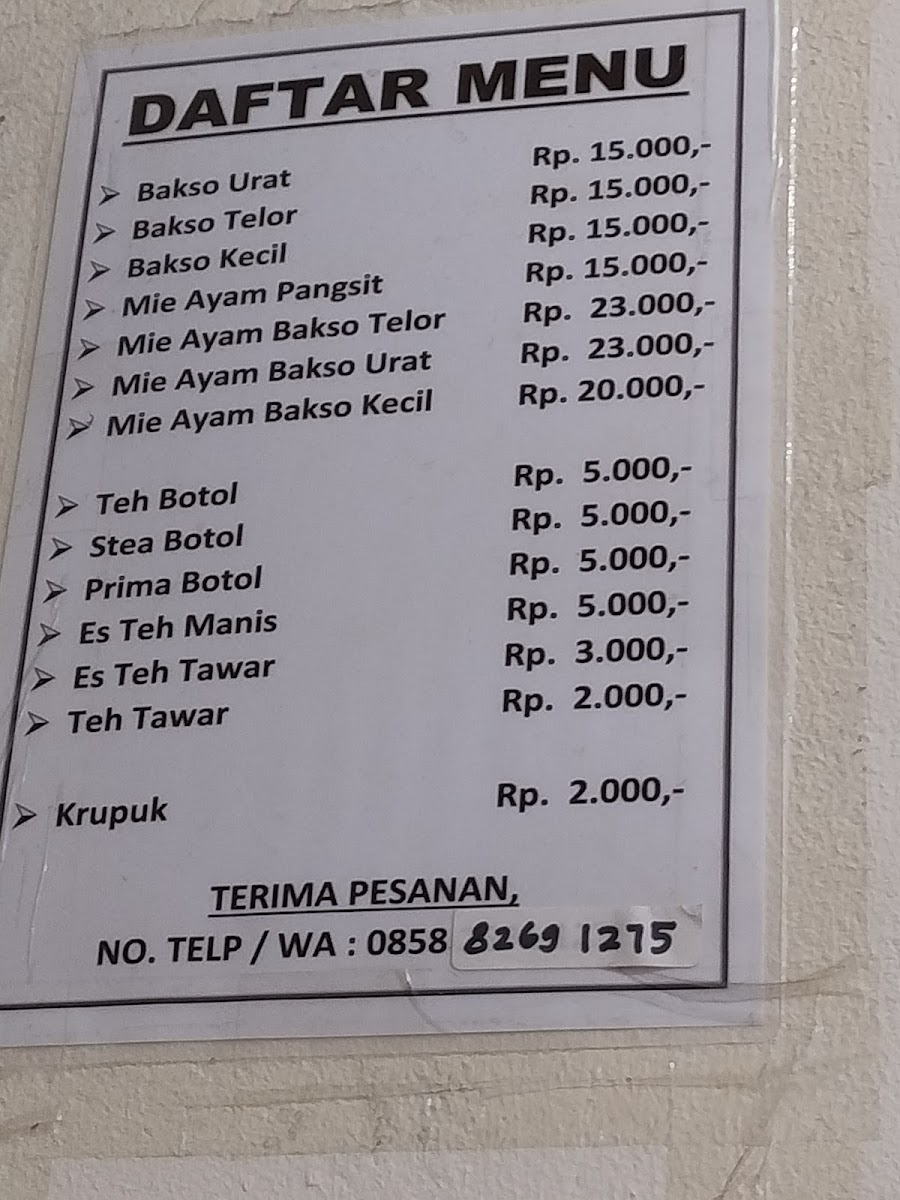 DAFTAR MENU
➢ Bakso Urat Rp. 15.000,-
➢ Bakso Telor Rp. 15.000,-
➢ Bakso Kecil Rp. 15.000,-
➢ Mie Ayam Pangsit Rp. 15.000,-
➢ Mie Ayam Bakso Telor Rp. 23.000,-
➢ Mie Ayam Bakso Urat Rp. 23.000,-
➢ Mie Ayam Bakso Kecil Rp. 20.000,-
➢ Teh Botol Rp. 5.000,-
➢ Stea Botol Rp. 5.000,-
➢ Prima Botol Rp. 5.000,-
➢ Es Teh Manis Rp. 5.000,-
➢ Es Teh Tawar Rp. 3.000,-
➢ Teh Tawar Rp. 2.000,-
➢ Krupuk Rp. 2.000,-
TERIMA PESANAN,
NO. TELP / WA : 0858 8269 1275